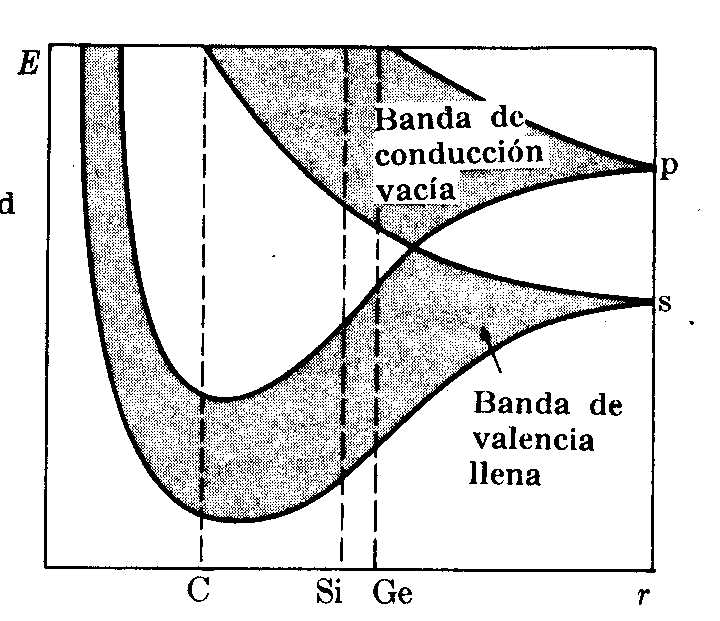 E
Banda de
conducción
vacía
p
d
s
Banda de
valencia
llena
C
Si
Ge
r